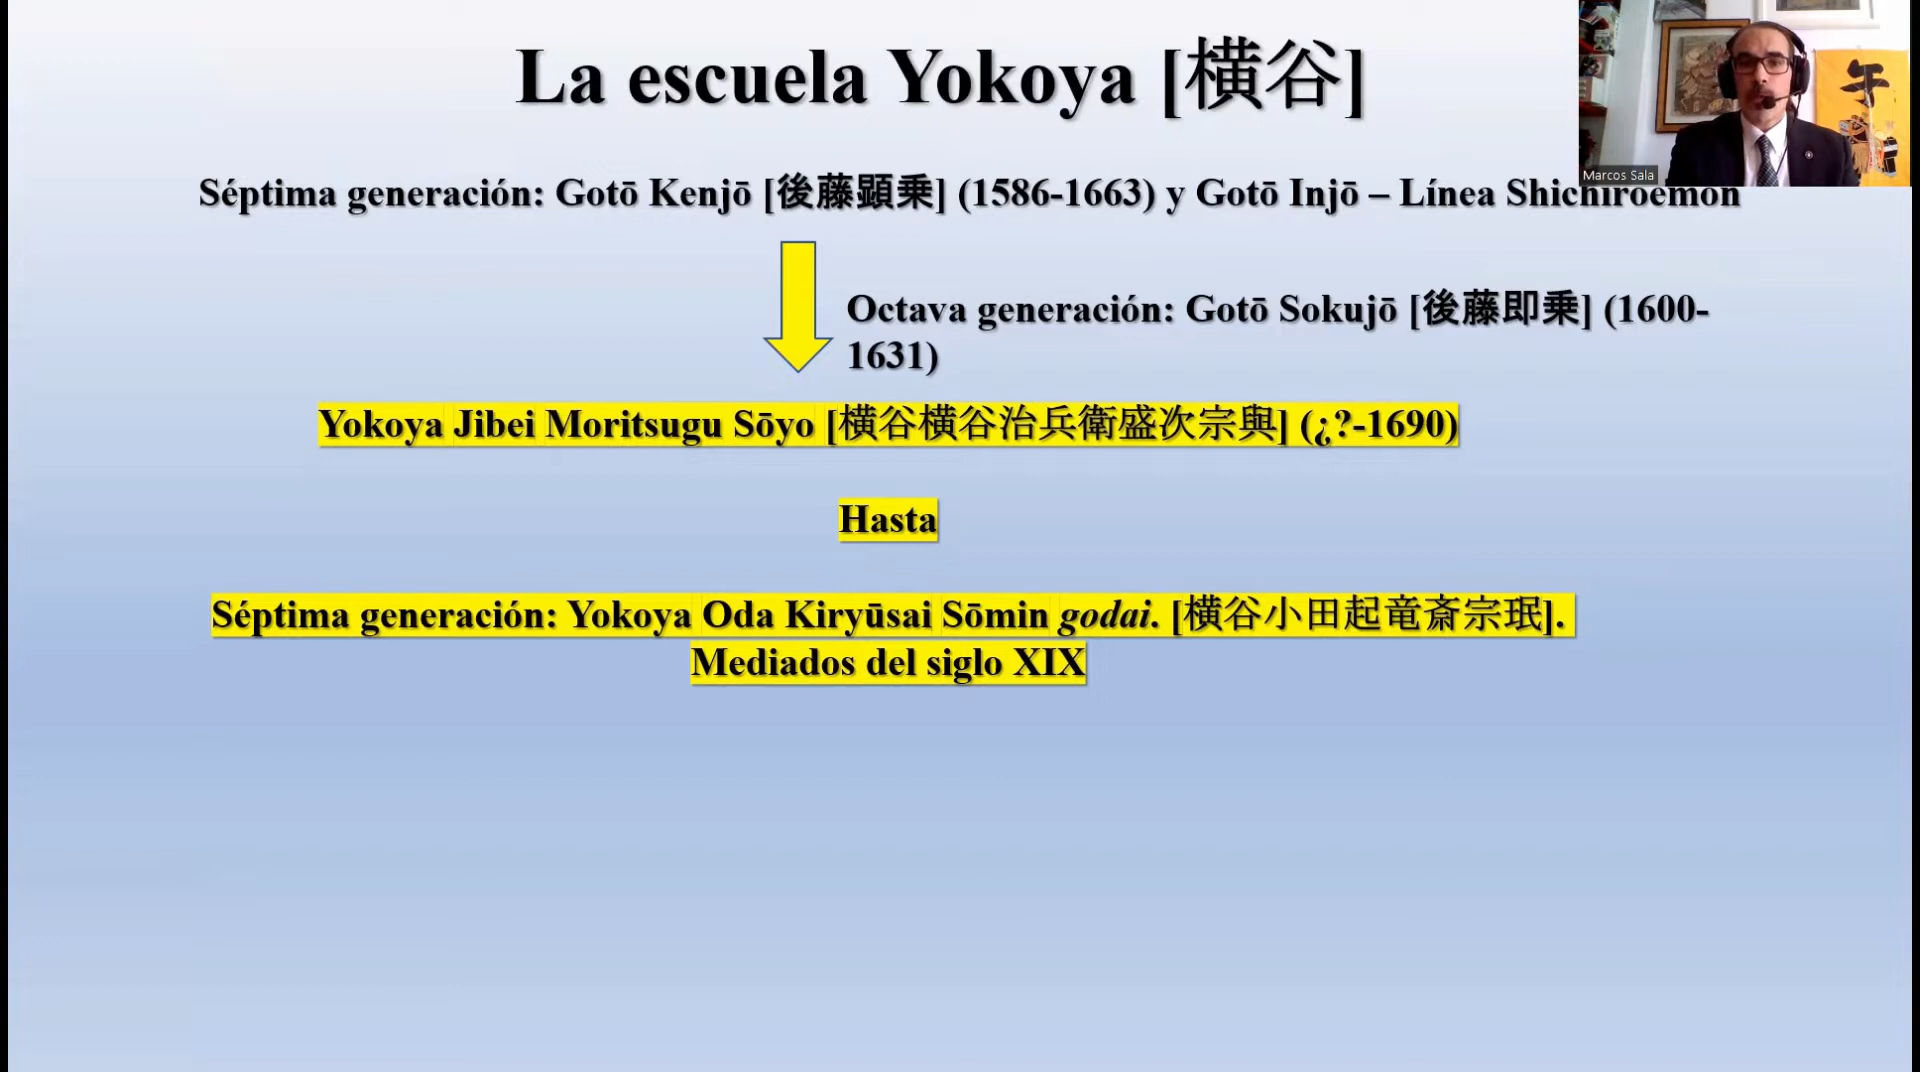 La escuela Yokoya [横谷]
Séptima generación: Gotō Kenjō [後藤顕乗] (1586-1663) y Gotō Injō – Línea Shichiroemon
Octava generación: Gotō Sokujō [後藤即乗] (1600-
1631)
Yokoya Jibei Moritsugu Sōyo [横谷横谷治兵衛盛次宗與] (¿?-1690)
Hasta
Séptima generación: Yokoya Oda Kiryūsai Sōmin godai. [横谷小田起竜斎宗珉].
Mediados del siglo XIX
Marcos Sala
午